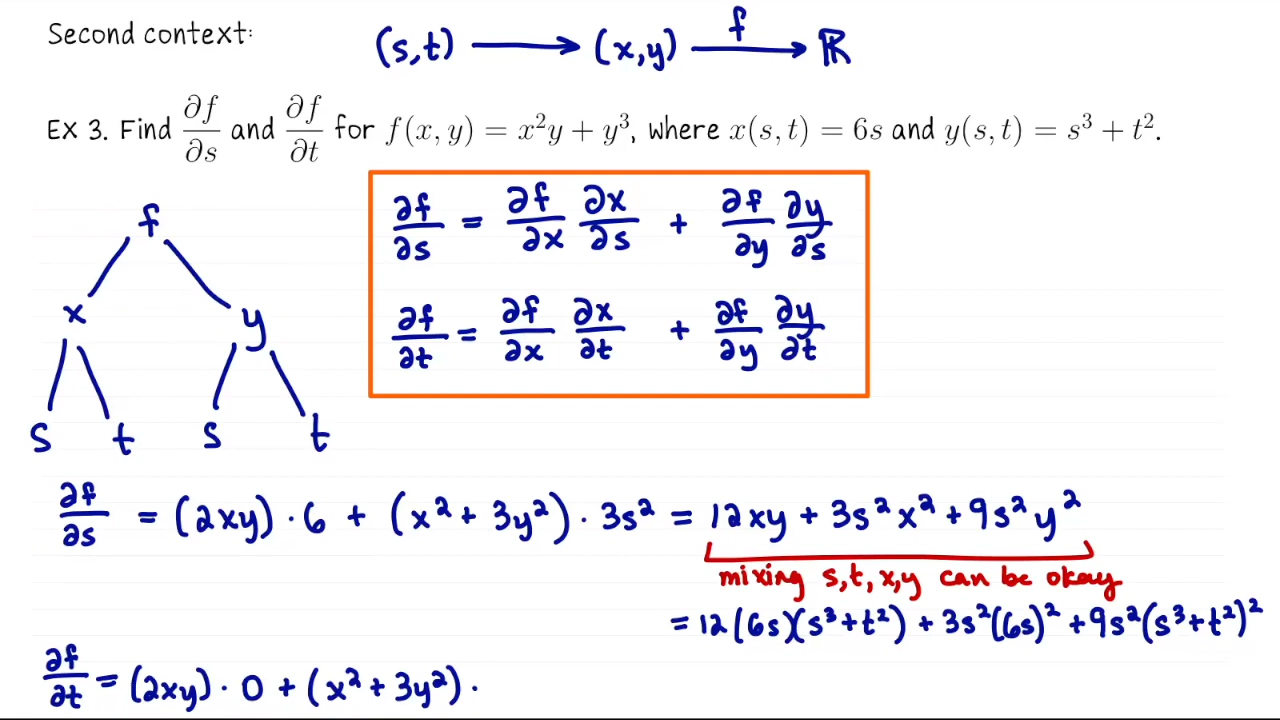 Second context:
(s,t) ⟶ (x,y) ⟶ ℝ
f
Ex 3. Find ∂f/∂s and ∂f/∂t for f(x, y) = x²y + y³, where x(s, t) = 6s and y(s, t) = s³ + t².
f
x y
s t s t
∂f/∂s = ∂f/∂x ∂x/∂s + ∂f/∂y ∂y/∂s
∂f/∂t = ∂f/∂x ∂x/∂t + ∂f/∂y ∂y/∂t
∂f/∂s = (2xy) · 6 + (x² + 3y²) · 3s² = 12xy + 3s²x² + 9s²y²
mixing s,t,x,y can be okay
= 12(6s)(s³+t²) + 3s²(6s)² + 9s²(s³+t²)²
∂f/∂t = (2xy) · 0 + (x² + 3y²) ·